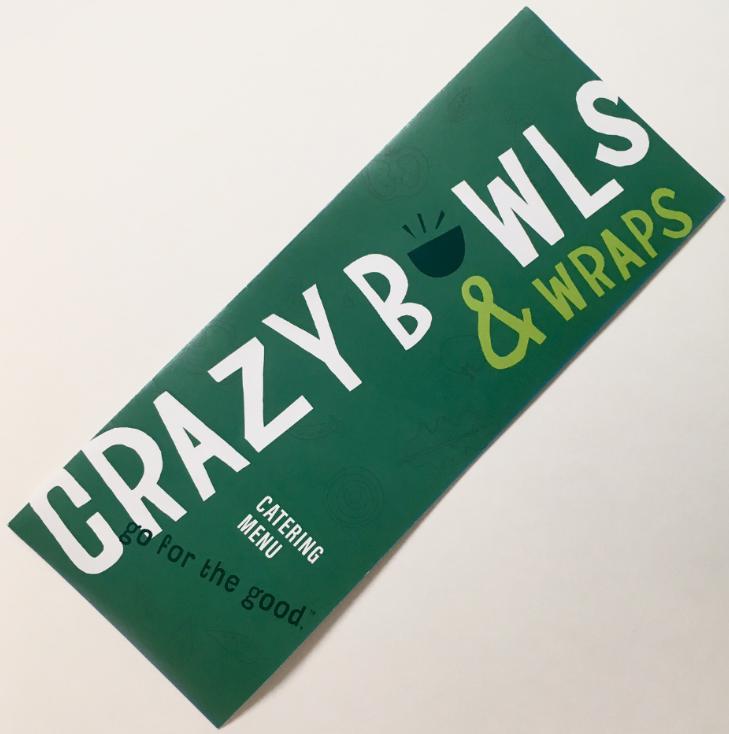 CRAZY BOWLS
& WRAPS
CATERING
MENU
go for the good.™